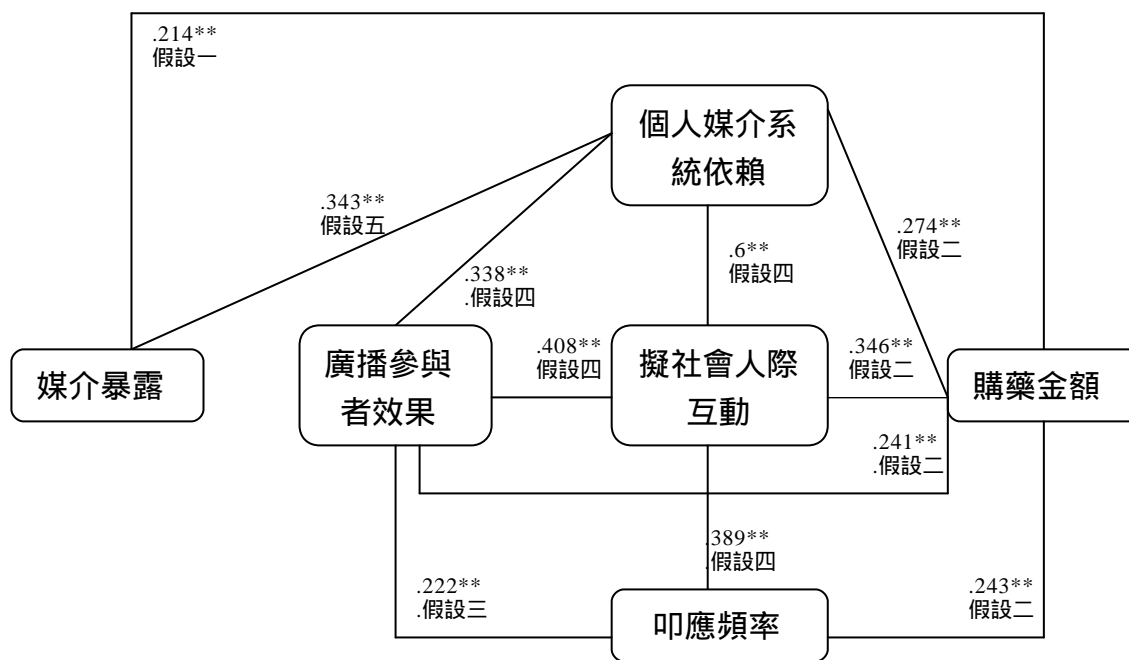 .214**
假設一
個人媒介系
統依賴
.343**
假設五
.274**
假設二
.338**
.假設四
.6**
假設四
媒介暴露
廣播參與
者效果
.408**
假設四
擬社會人際
互動
.346**
假設二
購藥金額
.241**
.假設二
.389**
.假設四
.222**
.假設三
叩應頻率
.243**
假設二